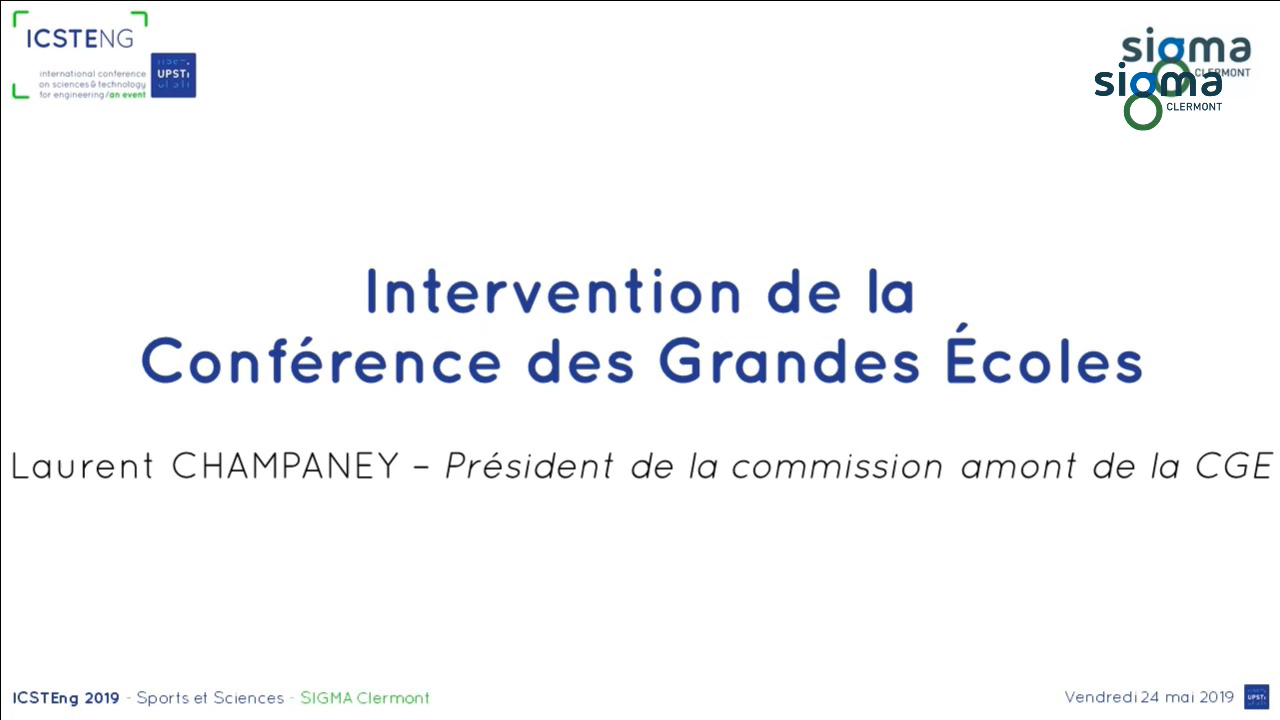 ICSTENG
international conference
on sciences & technology
for engineering/an event
UPSTI
sigma
CLERMONT
sigma
CLERMONT
Intervention de la
Conférence des Grandes Écoles
Laurent CHAMPANEY – Président de la commission amont de la CGE
ICSTEng 2019 - Sports et Sciences - SIGMA Clermont
Vendredi 24 mai 2019
UPSTI